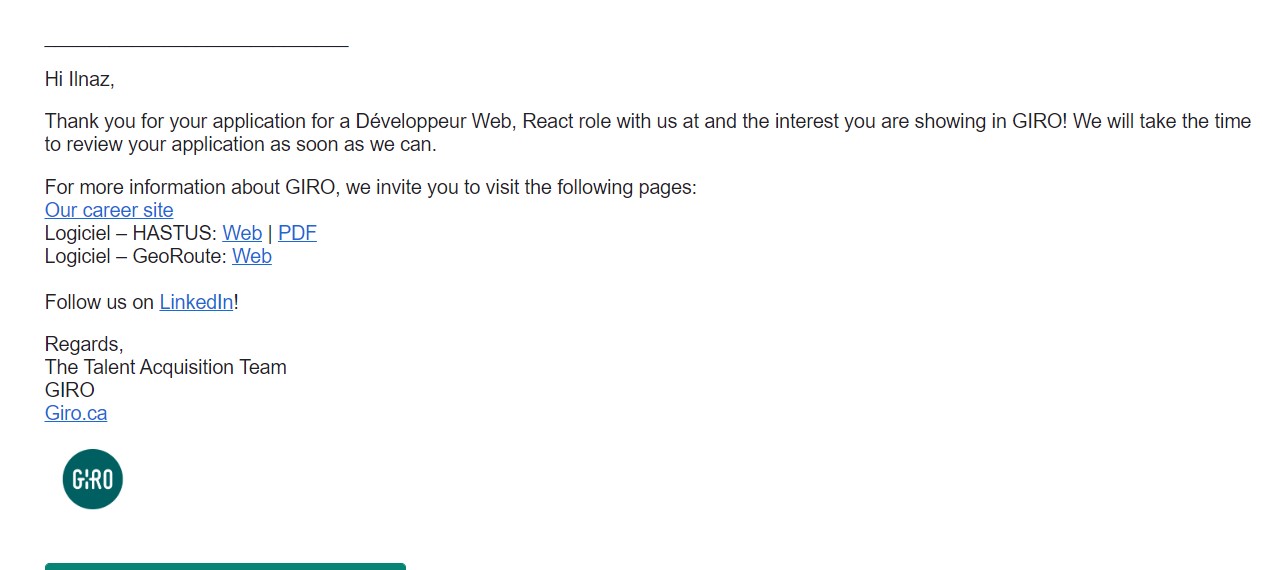 Hi Ilnaz,
Thank you for your application for a Développeur Web, React role with us at and the interest you are showing in GIRO! We will take the time
to review your application as soon as we can.
For more information about GIRO, we invite you to visit the following pages:
Our career site
Logiciel – HASTUS: Web | PDF
Logiciel – GeoRoute: Web
Follow us on LinkedIn!
Regards,
The Talent Acquisition Team
GIRO
Giro.ca
GIRO